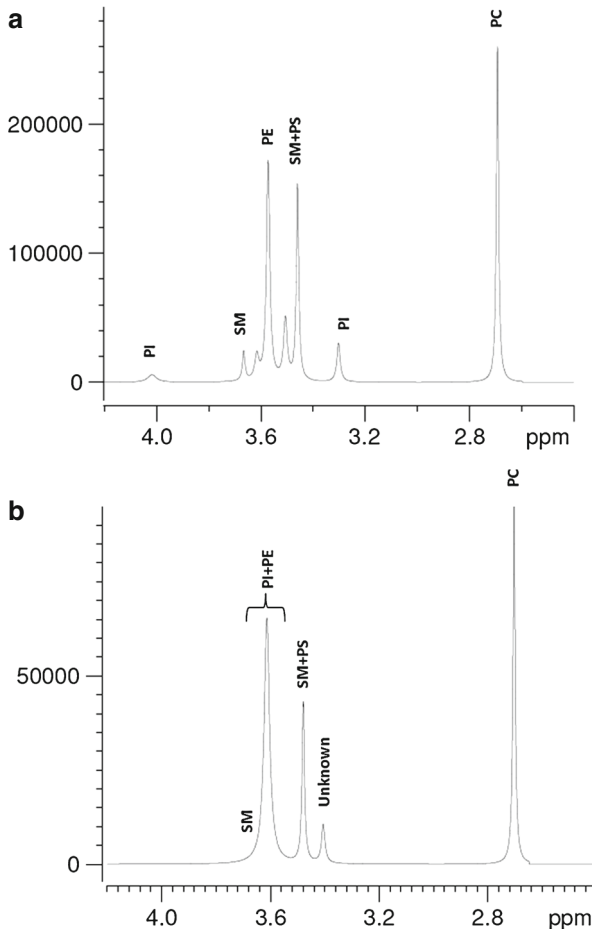 a
PC
200000
PE
SM+PS
100000
SM
PI
PI
0
4.0
3.6
3.2
2.8
ppm
b
PC
PI+PE
50000
SM+PS
Unknown
SM
0
4.0
3.6
3.2
2.8
ppm